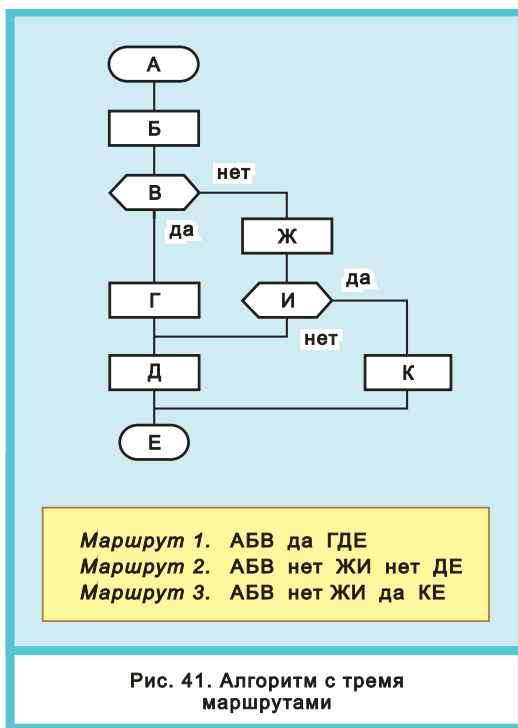 А
Б
В
нет
да
Ж
Г
И
да
нет
Д
К
Е
Маршрут 1. АБВ да ГДЕ
Маршрут 2. АБВ нет ЖИ нет ДЕ
Маршрут 3. АБВ нет ЖИ да КЕ
Рис. 41. Алгоритм с тремя
маршрутами